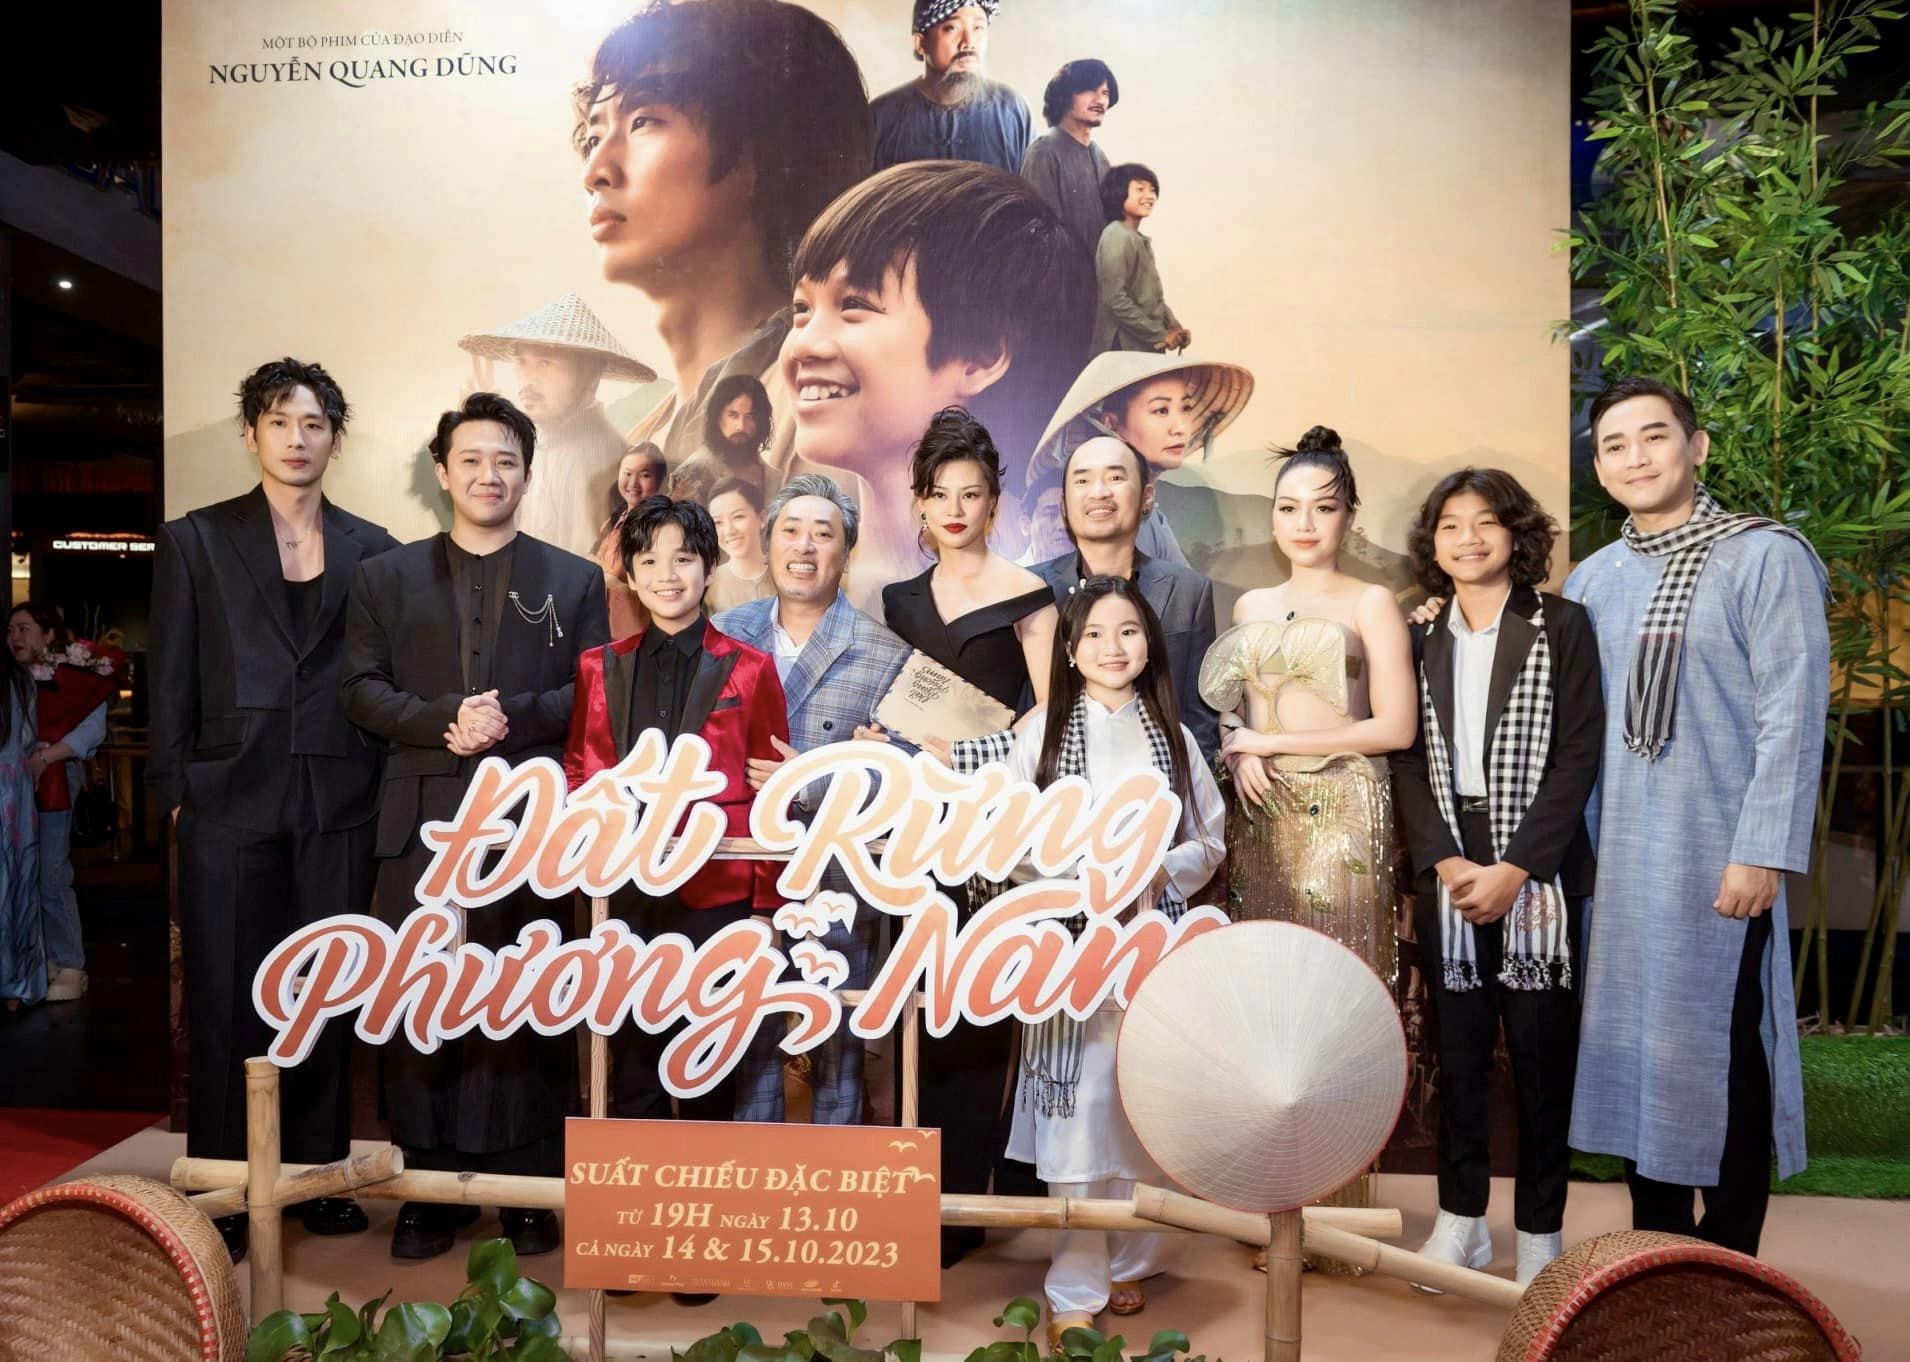 MỘT BỘ PHIM CỦA ĐẠO DIỄN
NGUYỄN QUANG DŨNG
CUSTOMER SER
Đất Rừng
Phương Nam
SUẤT CHIẾU ĐẶC BIỆT
TỪ 19H NGÀY 13.10
CẢ NGÀY 14 & 15.10.2023